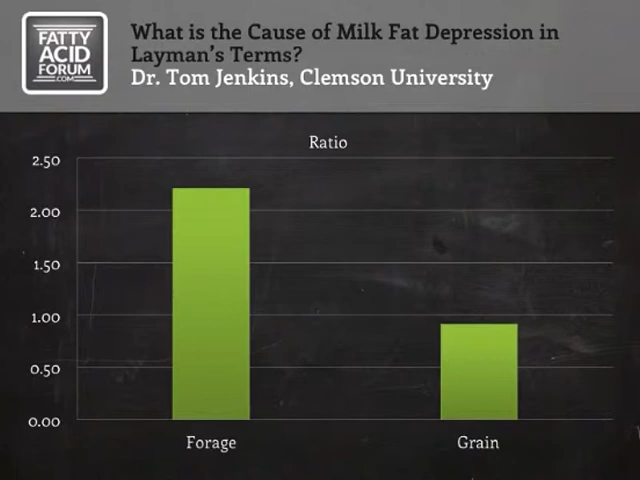 FATTY
ACID
FORUM
.COM
What is the Cause of Milk Fat Depression in
Layman's Terms?
Dr. Tom Jenkins, Clemson University
Ratio
2.50
2.00
1.50
1.00
0.50
0.00
Forage
Grain